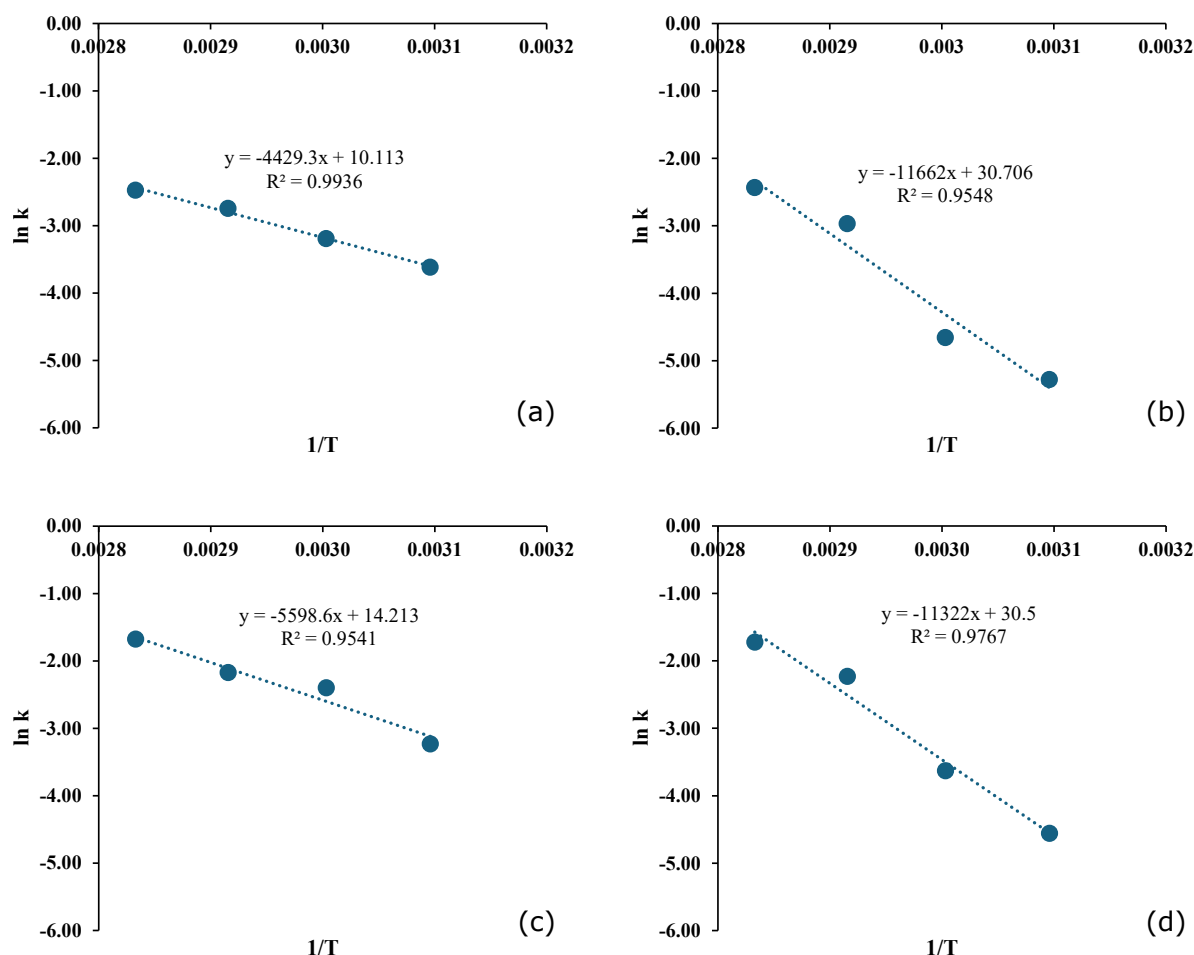 0.00
0.0028 0.0029 0.0030 0.0031 0.0032
-1.00
-2.00
-3.00
-4.00
-5.00
-6.00
ln k
y = -4429.3x + 10.113
R² = 0.9936
1/T
(a)
0.00
0.0028 0.0029 0.003 0.0031 0.0032
-1.00
-2.00
-3.00
-4.00
-5.00
-6.00
ln k
y = -11662x + 30.706
R² = 0.9548
1/T
(b)
0.00
0.0028 0.0029 0.0030 0.0031 0.0032
-1.00
-2.00
-3.00
-4.00
-5.00
-6.00
ln k
y = -5598.6x + 14.213
R² = 0.9541
1/T
(c)
0.00
0.0028 0.0029 0.0030 0.0031 0.0032
-1.00
-2.00
-3.00
-4.00
-5.00
-6.00
ln k
y = -11322x + 30.5
R² = 0.9767
1/T
(d)